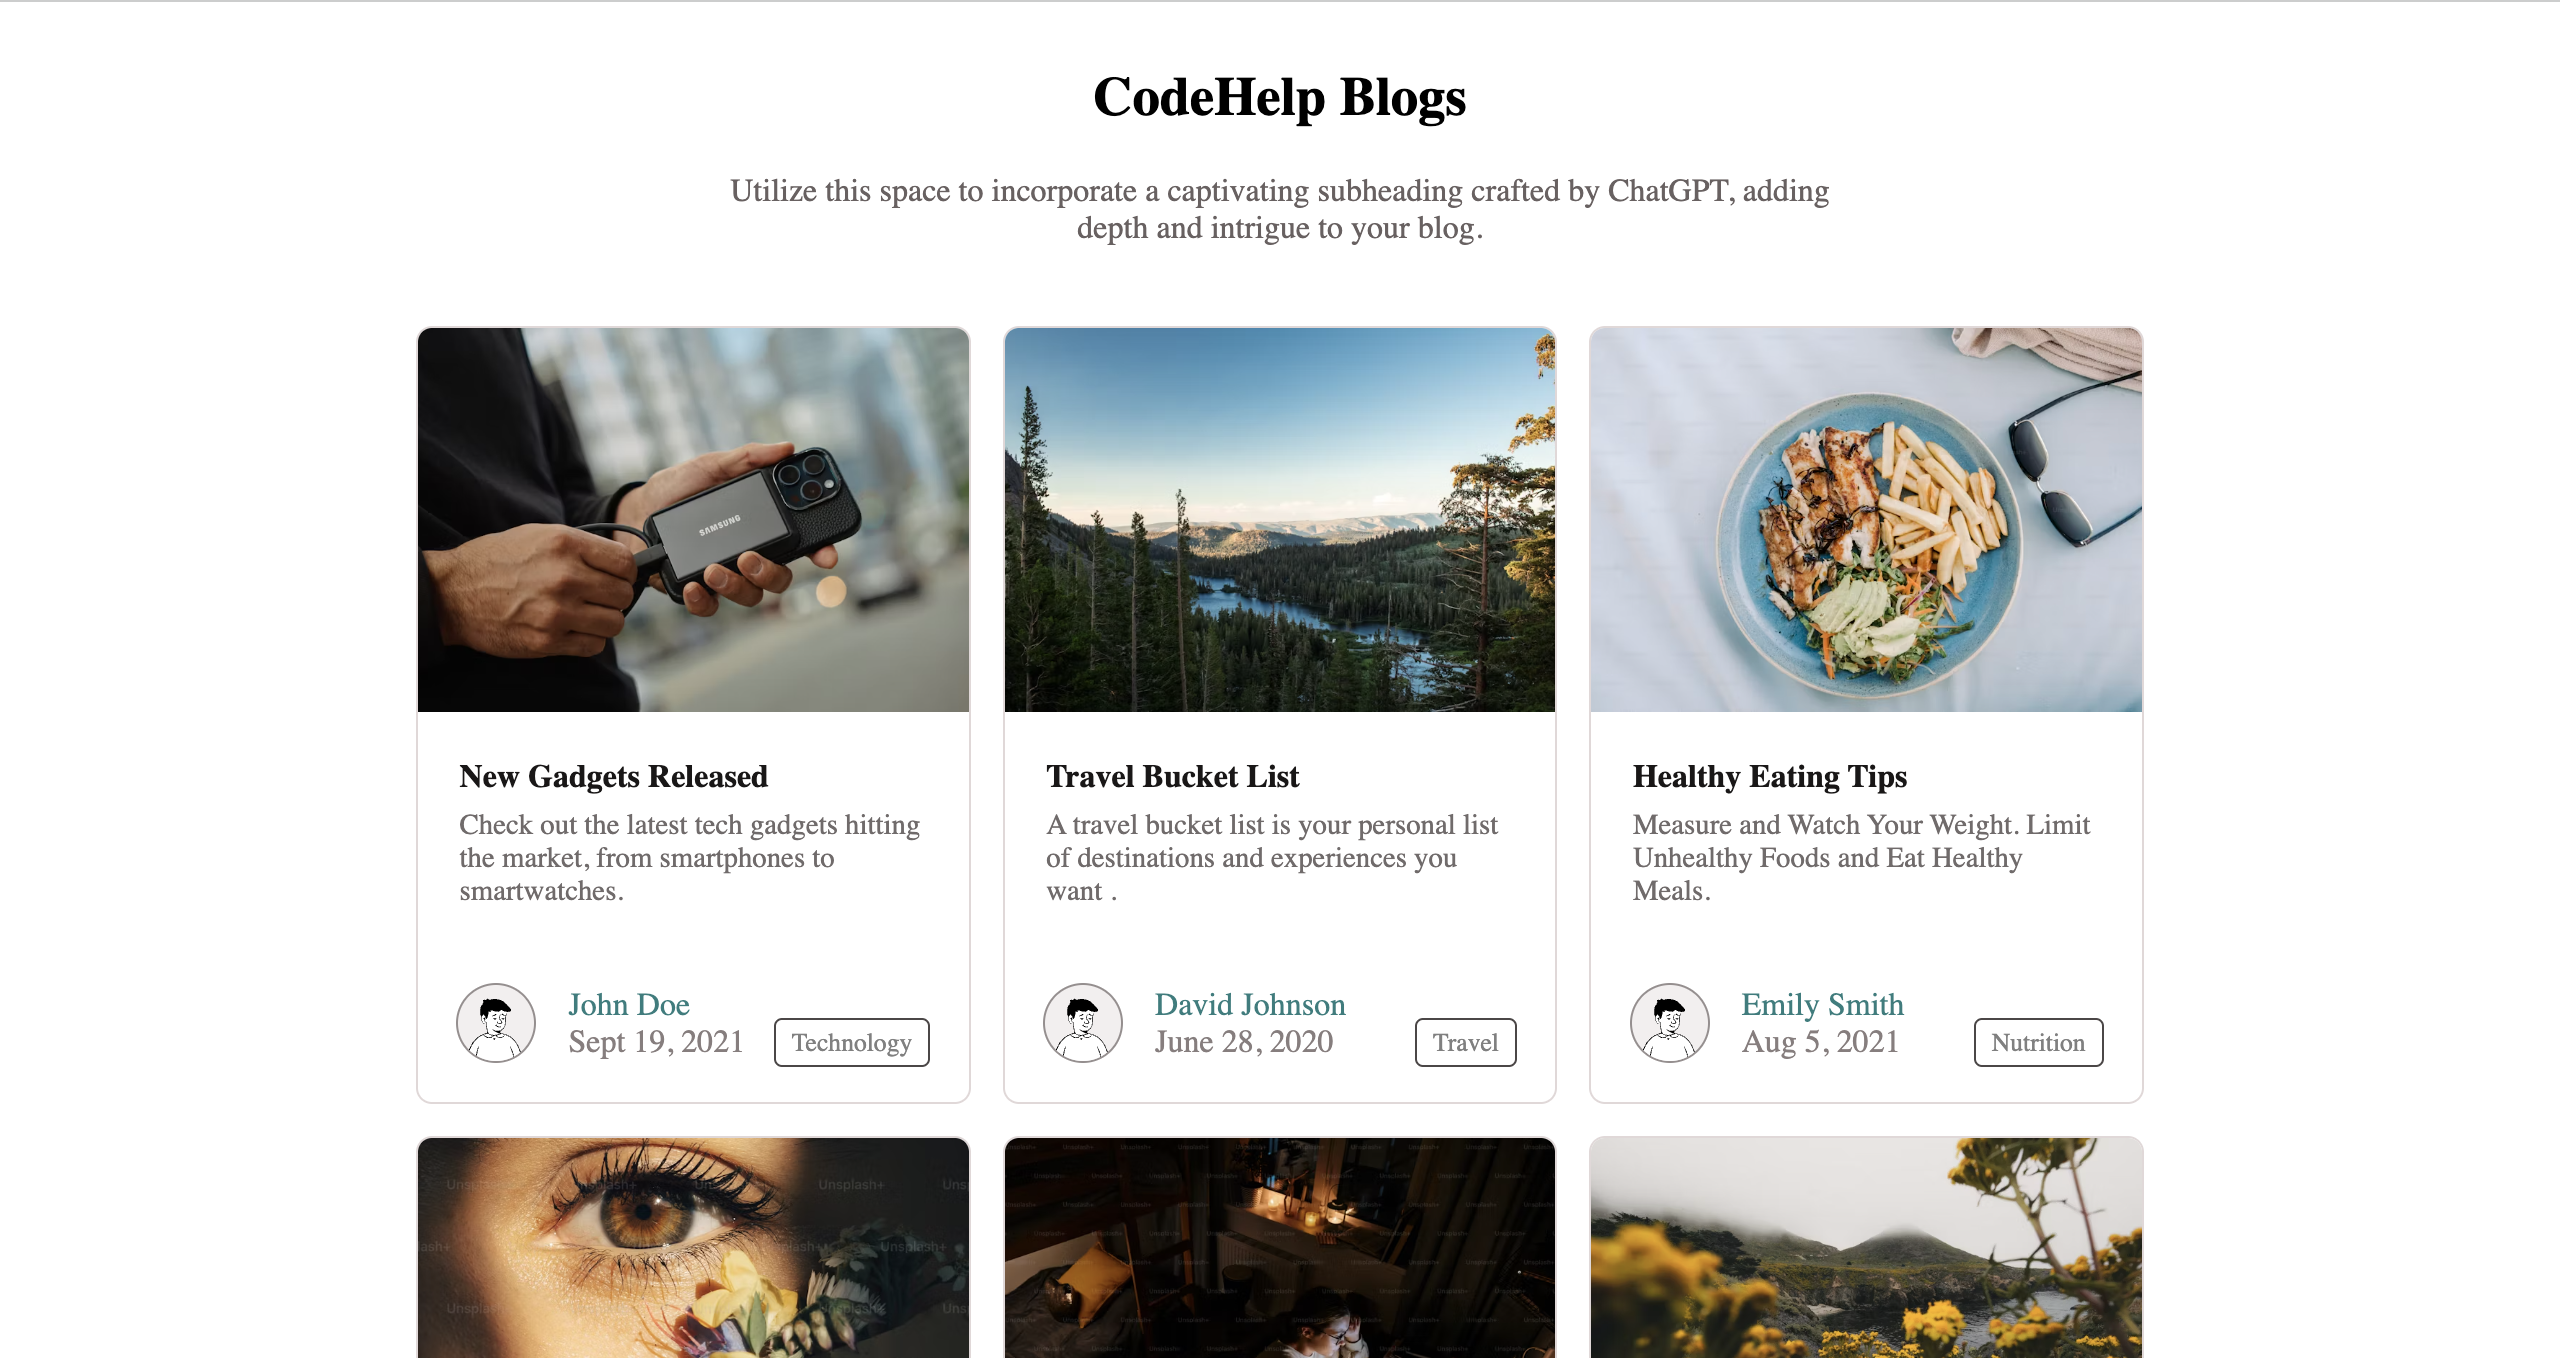 CodeHelp Blogs
Utilize this space to incorporate a captivating subheading crafted by ChatGPT, adding
depth and intrigue to your blog.
SAMSUNG
New Gadgets Released
Check out the latest tech gadgets hitting
the market, from smartphones to
smartwatches.
John Doe
Sept 19, 2021
Technology
Travel Bucket List
A travel bucket list is your personal list
of destinations and experiences you
want .
David Johnson
June 28, 2020
Travel
Healthy Eating Tips
Measure and Watch Your Weight. Limit
Unhealthy Foods and Eat Healthy
Meals.
Emily Smith
Aug 5, 2021
Nutrition
Unsplash+
Unsplash+